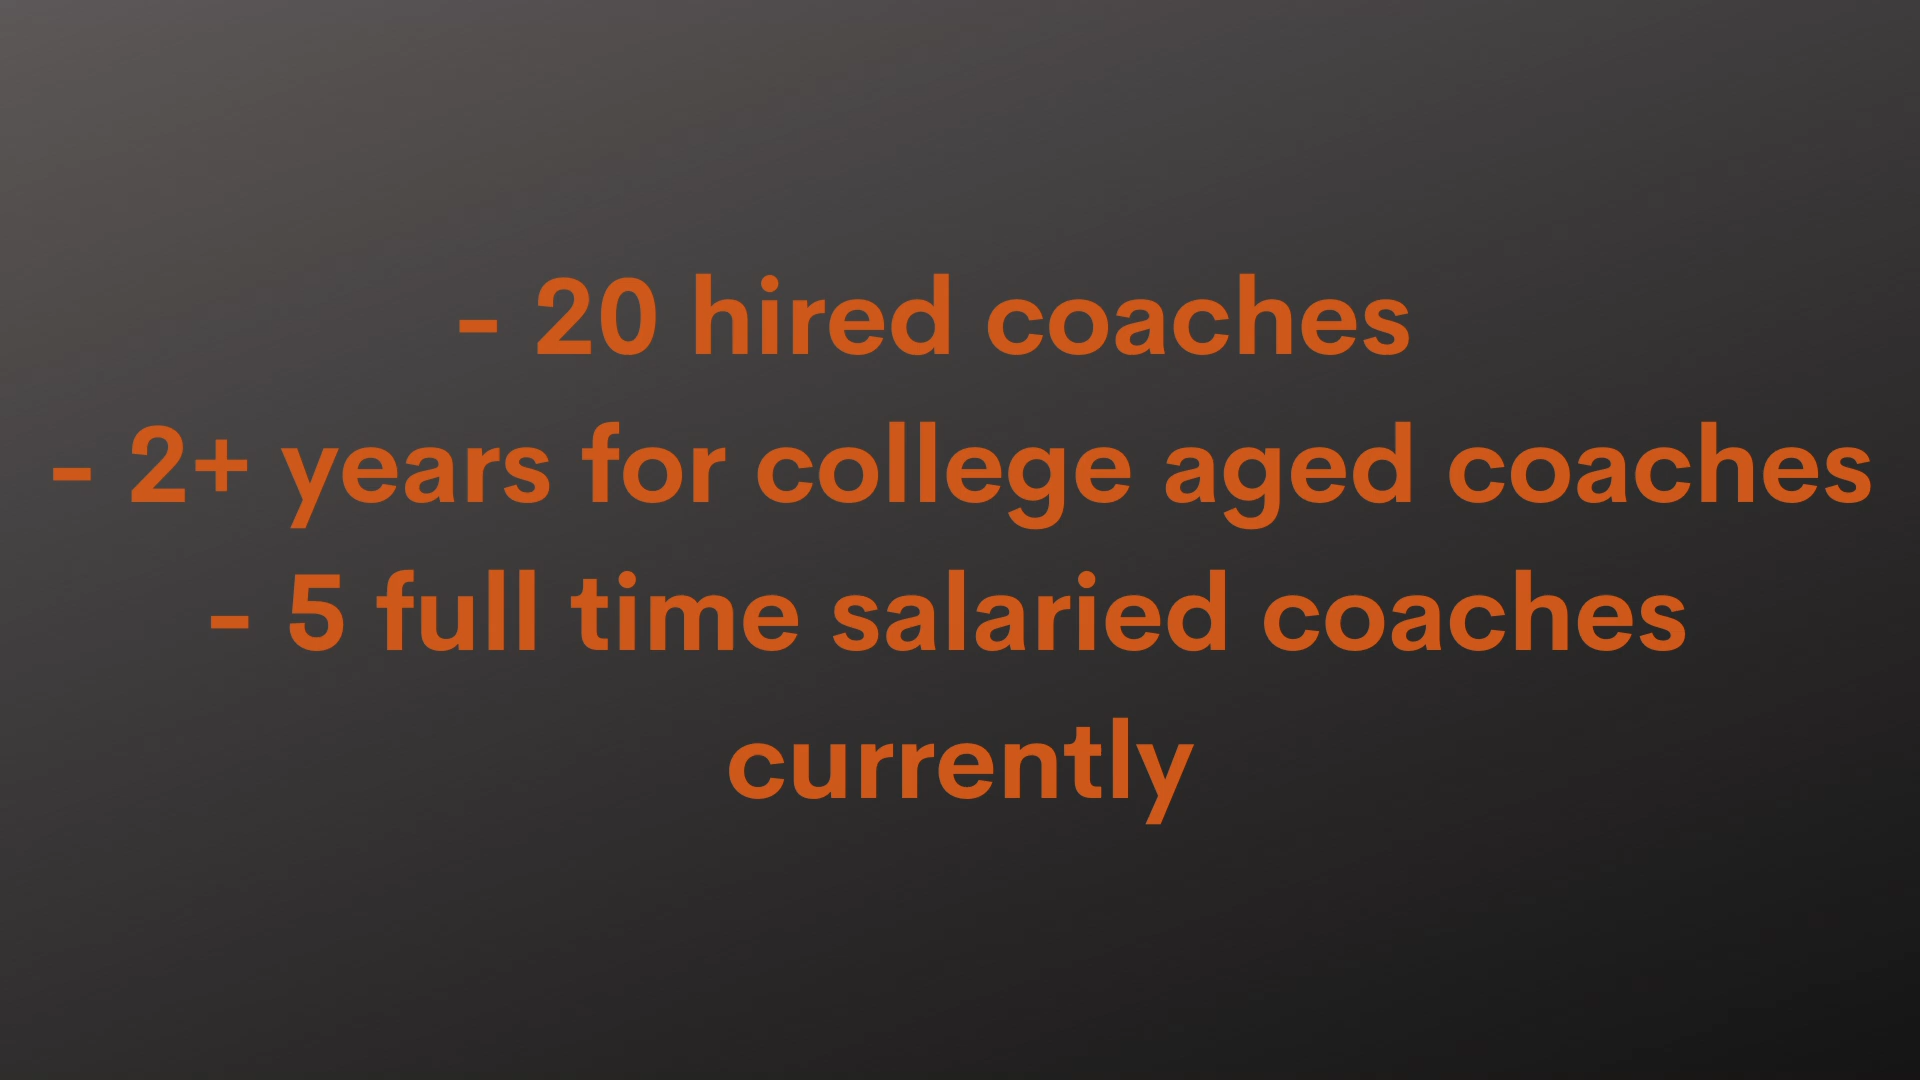 - 20 hired coaches
- 2+ years for college aged coaches
- 5 full time salaried coaches
currently